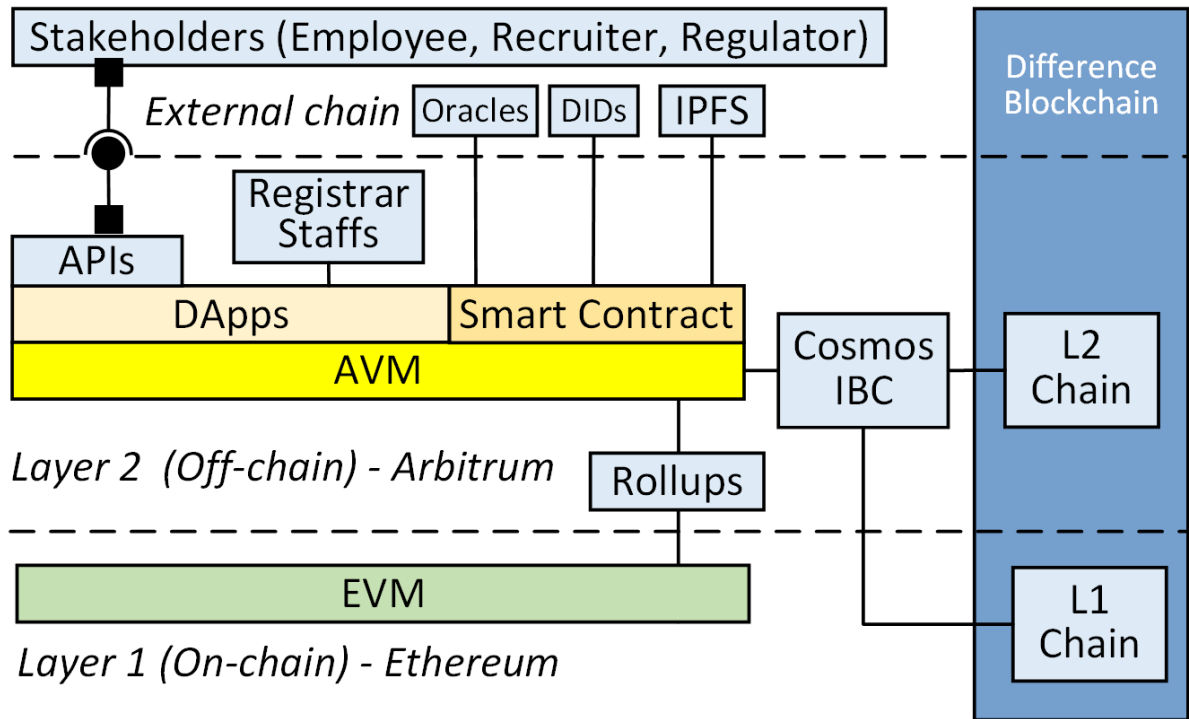 Stakeholders (Employee, Recruiter, Regulator)
Difference
Blockchain
External chain
Oracles
DIDs
IPFS
Registrar
Staffs
APIs
DApps
Smart Contract
AVM
Cosmos
IBC
L2
Chain
Layer 2 (Off-chain) - Arbitrum
Rollups
EVM
L1
Chain
Layer 1 (On-chain) - Ethereum